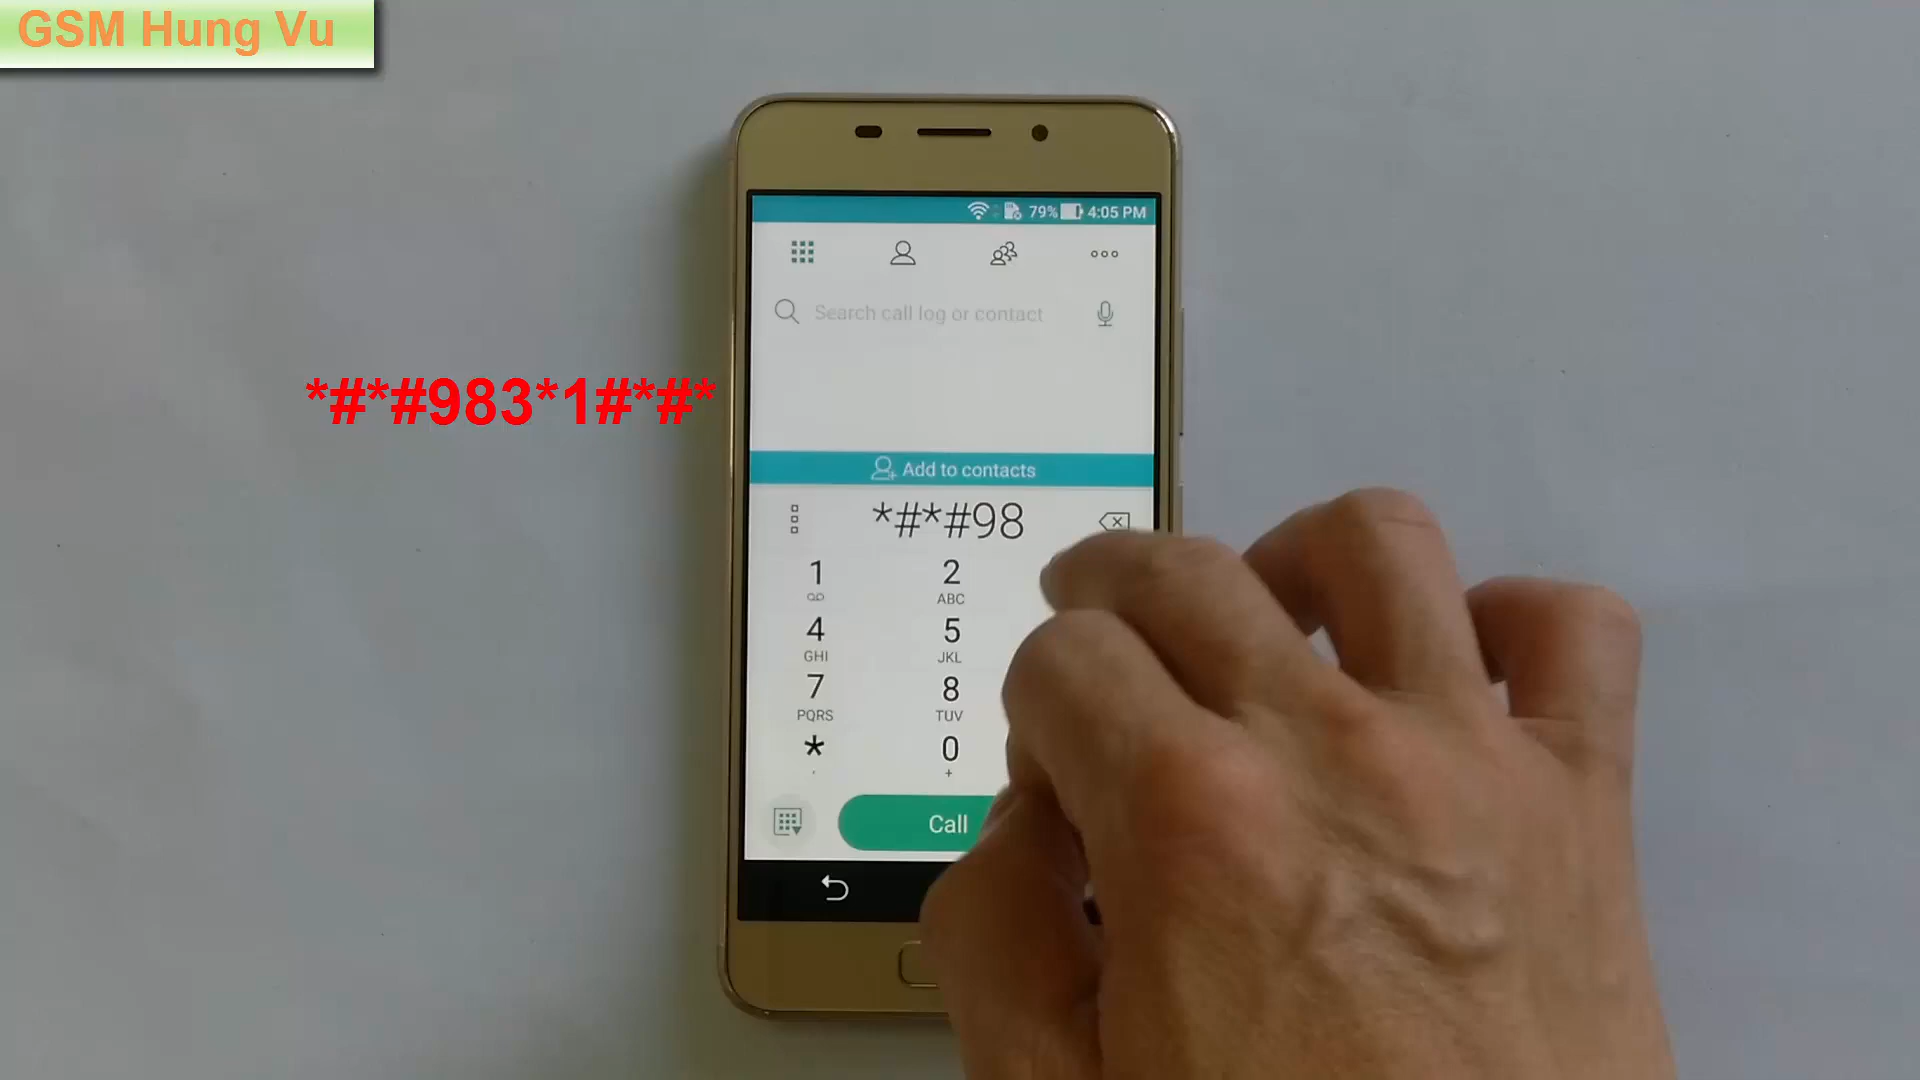 GSM Hung Vu
79% 4:05 PM
Search call log or contact
*#*#983*1#*#*
Add to contacts
*#*#98
1 2
ABC
4 5
GHI JKL
7 8
PQRS TUV
* 0
, +
Call